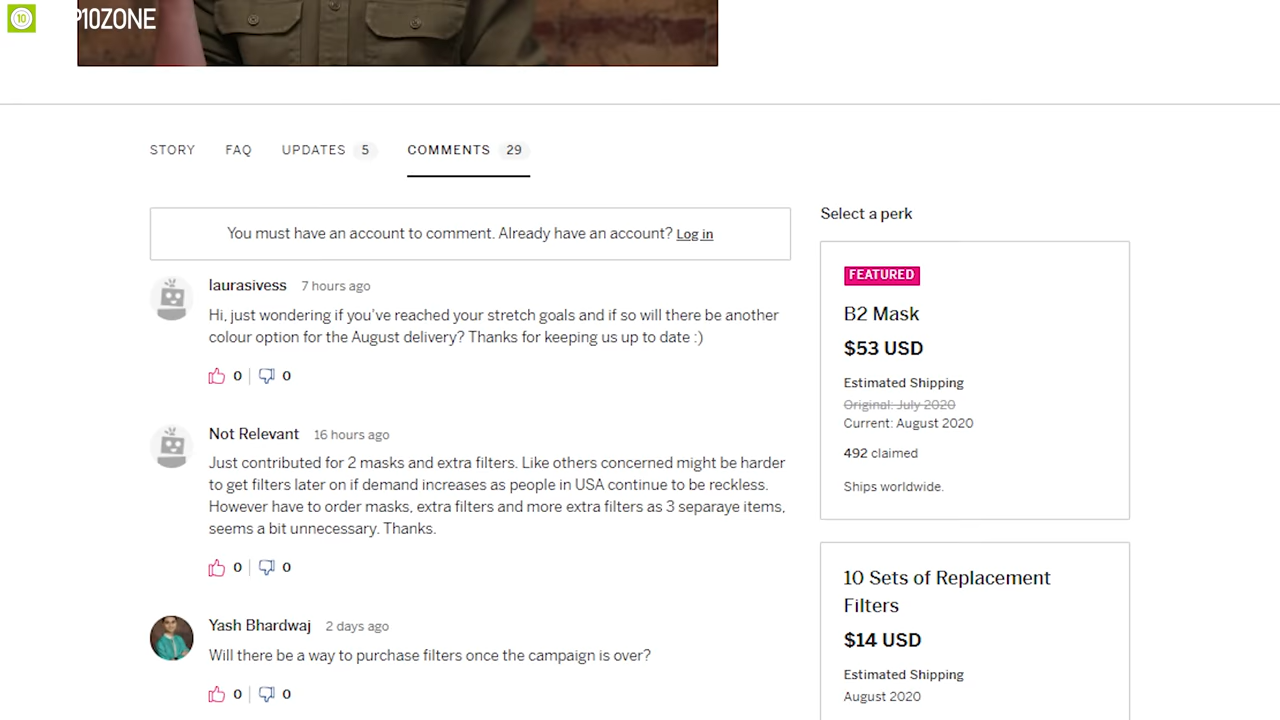 P10ZONE
10
STORY FAQ UPDATES 5 COMMENTS 29
You must have an account to comment. Already have an account? Log in
laurasivess 7 hours ago
Hi, just wondering if you've reached your stretch goals and if so will there be another
colour option for the August delivery? Thanks for keeping us up to date :)
0 0
Not Relevant 16 hours ago
Just contributed for 2 masks and extra filters. Like others concerned might be harder
to get filters later on if demand increases as people in USA continue to be reckless.
However have to order masks, extra filters and more extra filters as 3 separaye items,
seems a bit unnecessary. Thanks.
0 0
Yash Bhardwaj 2 days ago
Will there be a way to purchase filters once the campaign is over?
0 0
Select a perk
FEATURED
B2 Mask
$53 USD
Estimated Shipping
Original: July 2020
Current: August 2020
492 claimed
Ships worldwide.
10 Sets of Replacement
Filters
$14 USD
Estimated Shipping
August 2020